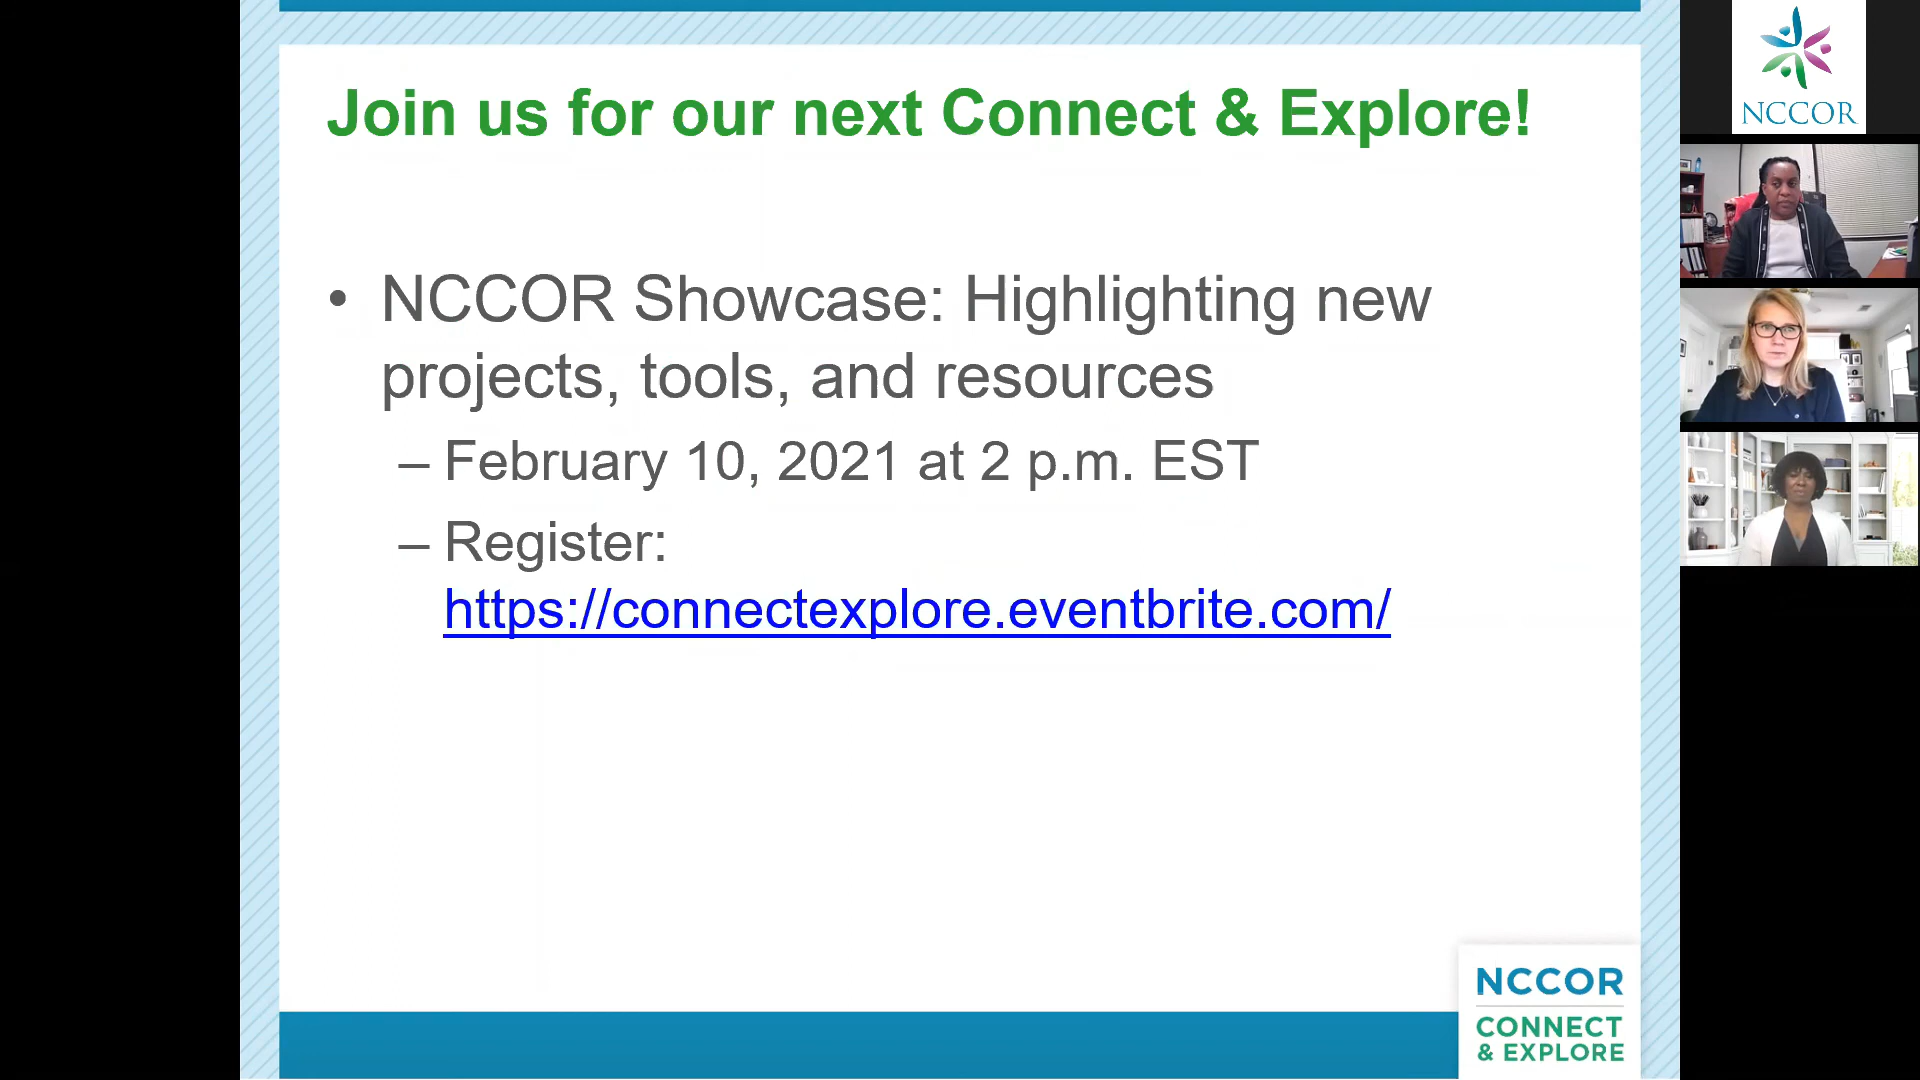 Join us for our next Connect & Explore!
• NCCOR Showcase: Highlighting new
projects, tools, and resources
– February 10, 2021 at 2 p.m. EST
– Register:
https://connectexplore.eventbrite.com/
NCCOR
CONNECT
& EXPLORE
NCCOR